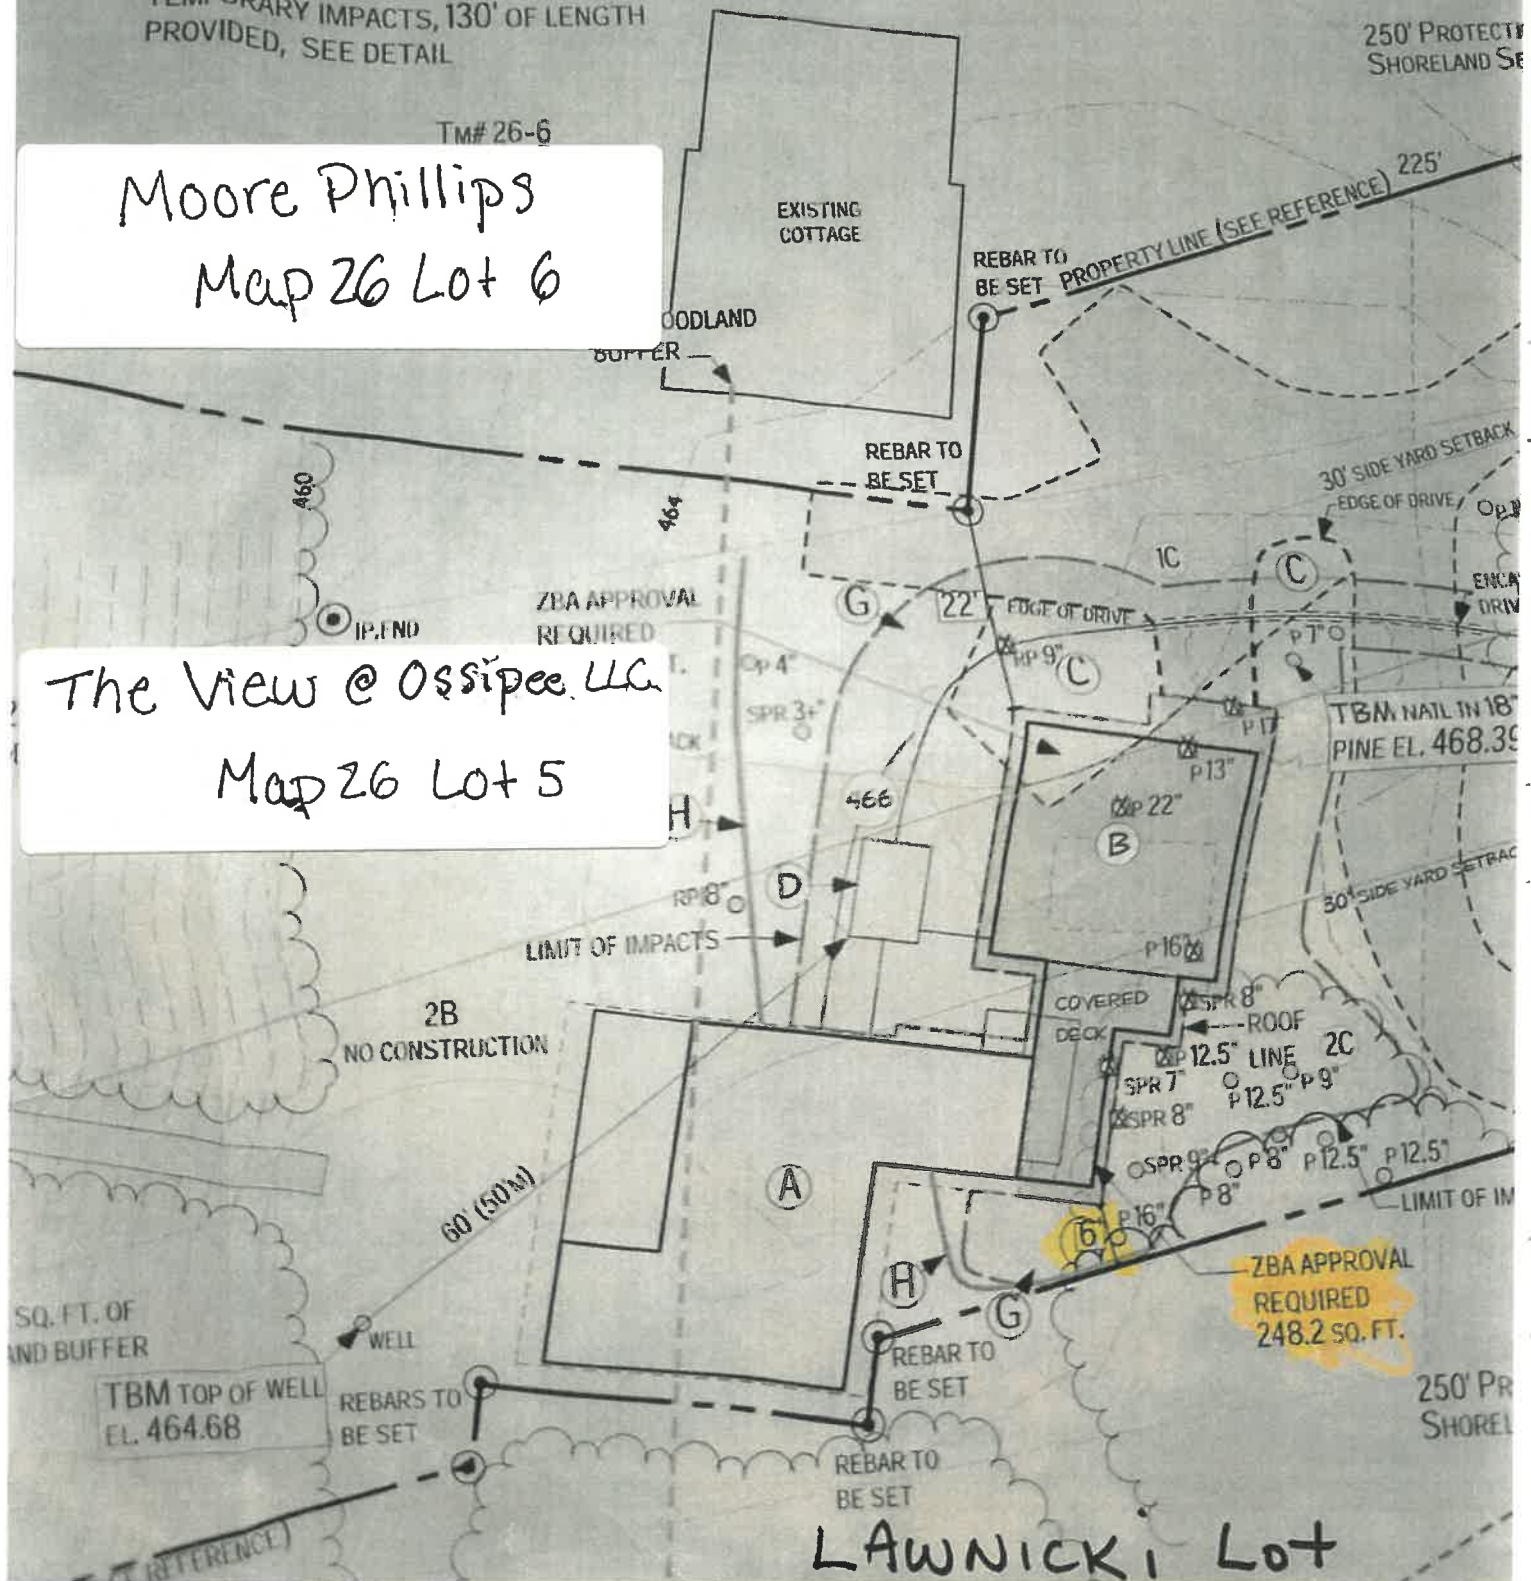 TEMPORARY IMPACTS, 130' OF LENGTH
PROVIDED, SEE DETAIL
250' PROTECT
SHORELAND SE
TM# 26-6
Moore Phillips
Map 26 Lot 6
EXISTING
COTTAGE
225'
PROPERTY LINE (SEE REFERENCE)
REBAR TO
BE SET
OODLAND
BUFFER
REBAR TO
BE SET
460
464
30' SIDE YARD SETBACK
EDGE OF DRIVE
1C
C
ZBA APPROVAL
REQUIRED
G
22'
EDGE OF DRIVE
ENCA
DRIV
IP.FND
RP 9"
C
P 7"
The View @ Ossipee. LLC.
Map 26 Lot 5
OP 4"
SPR 3+"
ACK
P 17
TBM NAIL IN 18"
PINE EL. 468.39
P 13"
466
P 22"
H
B
RP 8"
D
30' SIDE YARD SETBAC
LIMIT OF IMPACTS
P 16"
2B
NO CONSTRUCTION
COVERED
DECK
SPR 8"
ROOF
LINE
2C
P 12.5"
SPR 7"
P 12.5"
P 9"
SPR 8"
A
60' (50'M)
SPR 9"
P 8"
P 12.5"
P 12.5"
P 8"
LIMIT OF IM
6'
P 16"
H
G
ZBA APPROVAL
REQUIRED
248.2 SQ. FT.
SQ. FT. OF
AND BUFFER
WELL
REBAR TO
BE SET
TBM TOP OF WELL
EL. 464.68
REBARS TO
BE SET
250' PR
SHOREL
REBAR TO
BE SET
REFERENCE)
LAWNICKi Lot